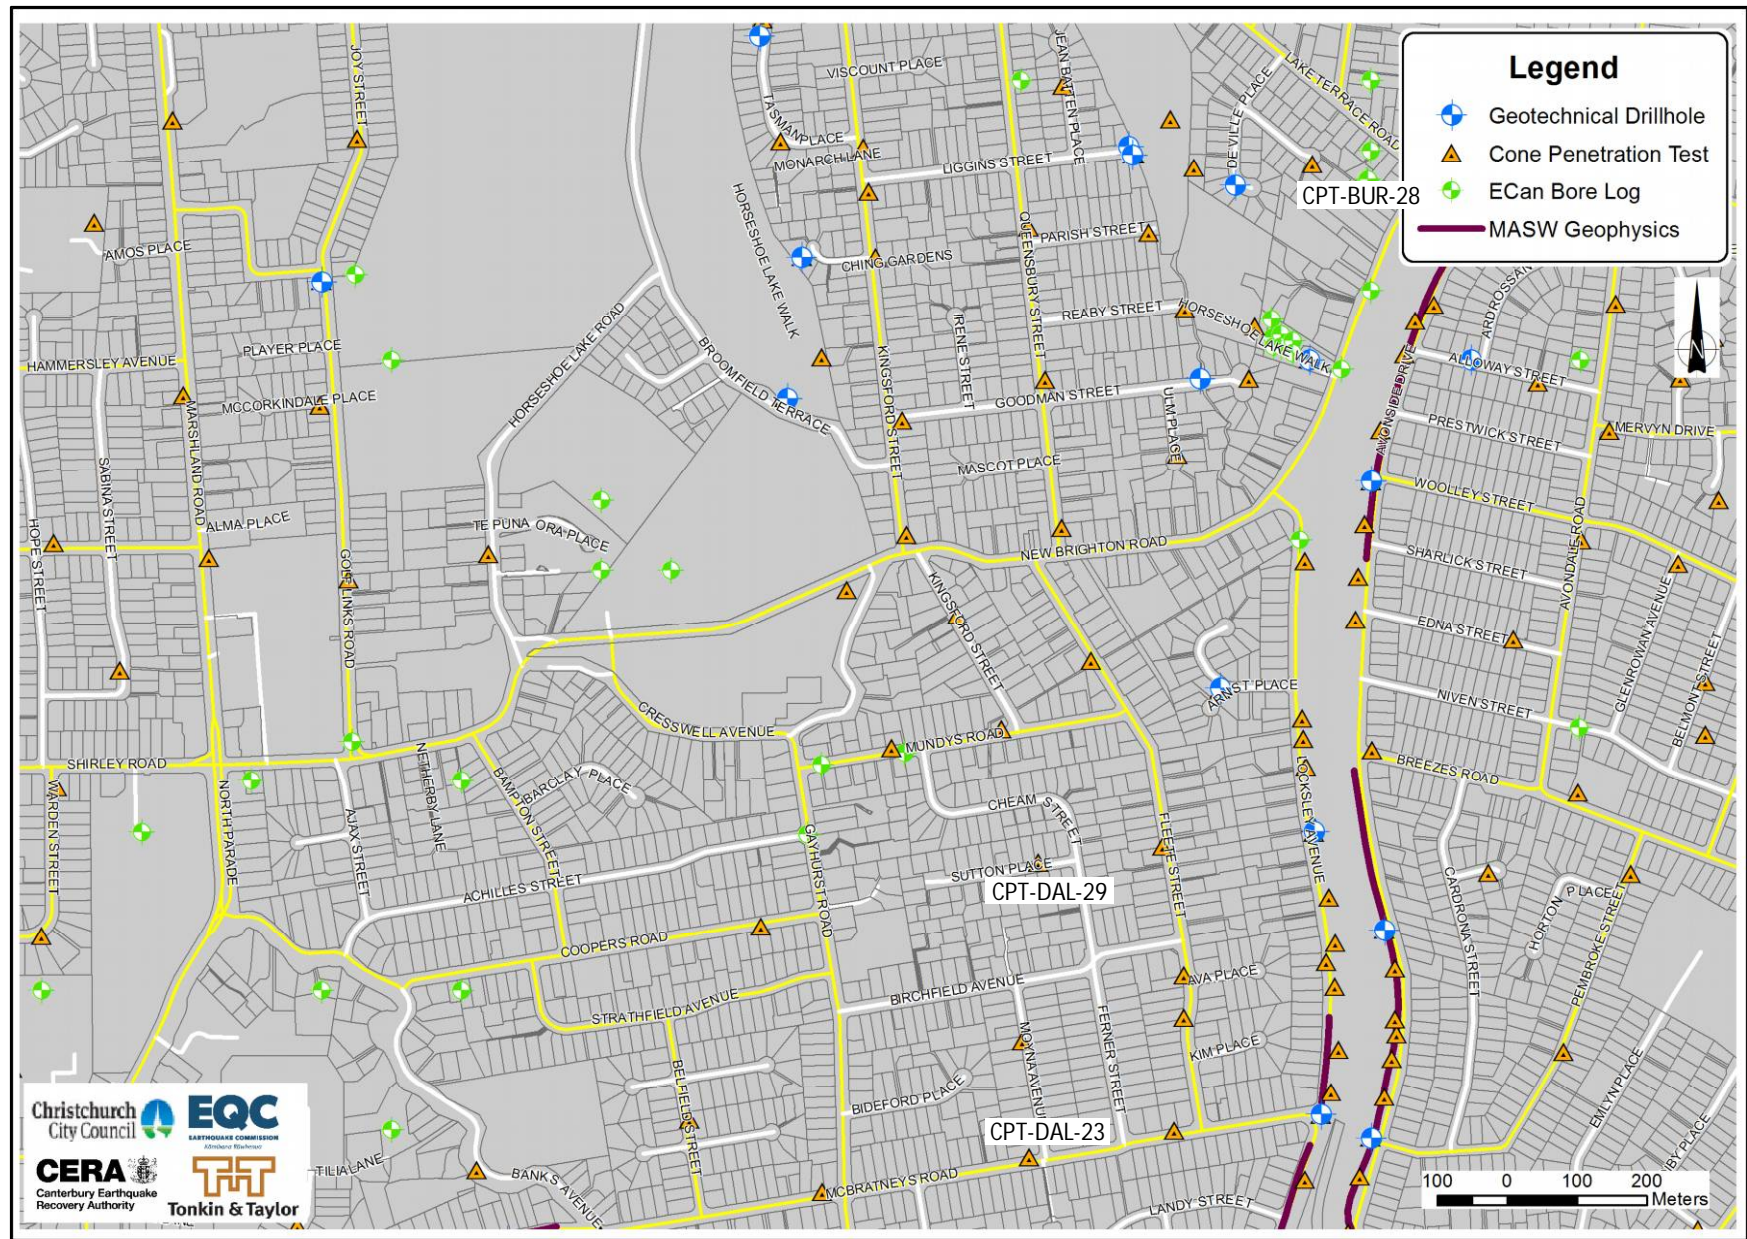 Legend
Geotechnical Drillhole
Cone Penetration Test
ECan Bore Log
MASW Geophysics
N
JOY STREET
VISCOUNT PLACE
JEAN BATTEN PLACE
LAKE TERRACE ROAD
DE VILLE PLACE
TASMAN PLACE
MONARCH LANE
LIGGINS STREET
CPT-BUR-28
HORSESHOE LAKE WALK
QUEENSBURY STREET
PARISH STREET
AMOS PLACE
CHING GARDENS
ARDROSSAN
REABY STREET
HORSESHOE LAKE WALK
IRENE STREET
HAMMERSLEY AVENUE
PLAYER PLACE
HORSESHOE LAKE ROAD
BROOMFIELD TERRACE
KINGSFORD STREET
ALLOWAY STREET
AVONSIDE DRIVE
MCCORKINDALE PLACE
GOODMAN STREET
ULM PLACE
PRESTWICK STREET
MERVYN DRIVE
MARSHLAND ROAD
SABINA STREET
MASCOT PLACE
WOOLLEY STREET
HOPE STREET
ALMA PLACE
TE PUNA ORA PLACE
NEW BRIGHTON ROAD
SHARLICK STREET
AVONDALE ROAD
GOLF LINKS ROAD
KINGSFORD STREET
EDNA STREET
GLENROWAN AVENUE
BELMONT STREET
ARNST PLACE
NIVEN STREET
CRESSWELL AVENUE
MUNDYS ROAD
SHIRLEY ROAD
NETHERBY LANE
BAMPTON STREET
BARCLAY PLACE
BREEZES ROAD
LOCKSLEY AVENUE
WARDEN STREET
NORTH PARADE
AJAX STREET
CHEAM STREET
FLEETE STREET
GAYHURST ROAD
ACHILLES STREET
SUTTON PLACE
CPT-DAL-29
CARDRONA STREET
HORTON PLACE
PEMBROKE STREET
COOPERS ROAD
BIRCHFIELD AVENUE
AVA PLACE
STRATHFIELD AVENUE
MOYNA AVENUE
FERNER STREET
KIM PLACE
BELFIELD STREET
BIDEFORD PLACE
EMLYN PLACE
CPT-DAL-23
TILIA LANE
BANKS AVENUE
MCBRATNEYS ROAD
LANDY STREET
100 0 100 200
Meters
Christchurch
City Council
EQC
EARTHQUAKE COMMISSION
CERA
Canterbury Earthquake
Recovery Authority
T+T
Tonkin & Taylor